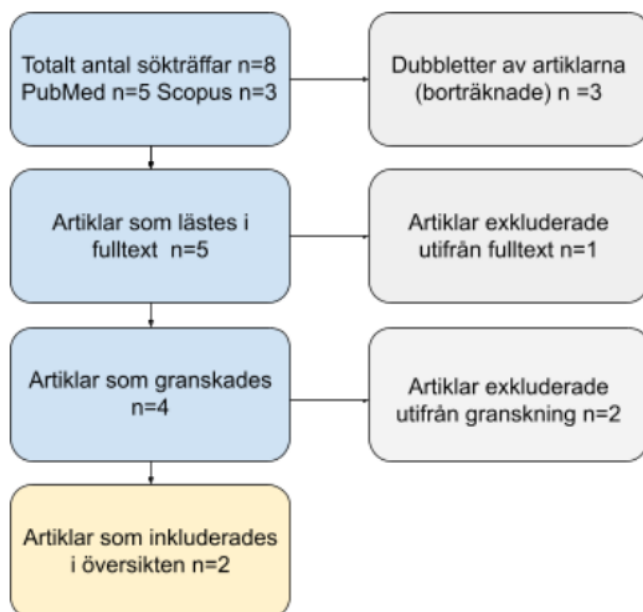 Totalt antal sökträffar n=8
PubMed n=5 Scopus n=3
Dubbletter av artiklarna
(borträknade) n =3
Artiklar som lästes i
fulltext n=5
Artiklar exkluderade
utifrån fulltext n=1
Artiklar som granskades
n=4
Artiklar exkluderade
utifrån granskning n=2
Artiklar som inkluderades
i översikten n=2